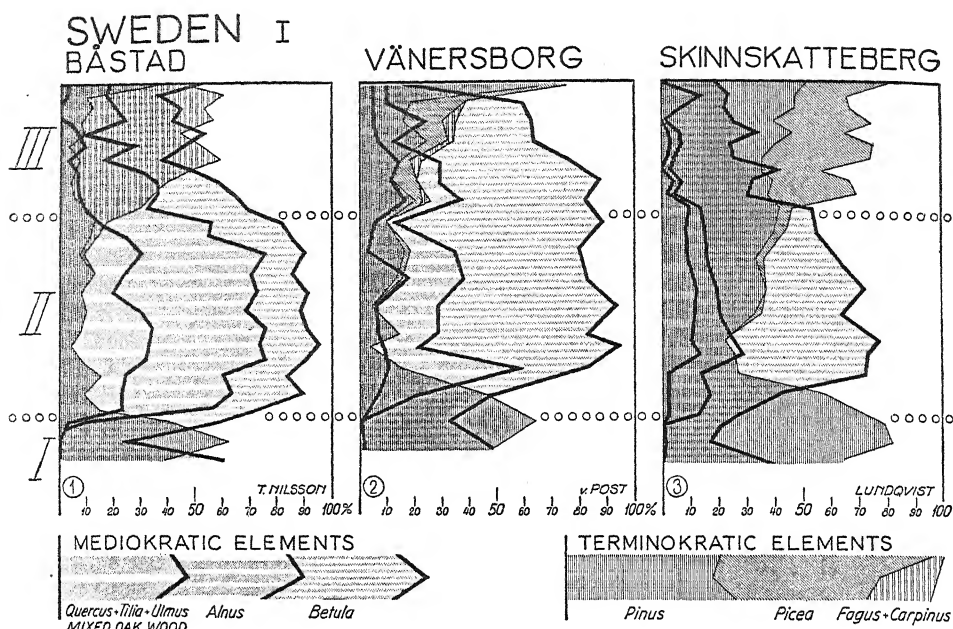 SWEDEN I
BÅSTAD
VÄNERSBORG
SKINNSKATTEBERG
III
II
I
1 T. NILSSON
2 v. POST
3 LUNDQVIST
10 20 30 40 50 60 70 80 90 100%
10 20 30 40 50 60 70 80 90 100%
10 20 30 40 50 60 70 80 90 100
MEDIOKRATIC ELEMENTS
Quercus+Tilia+Ulmus Alnus Betula
MIXED OAK WOOD
TERMINOKRATIC ELEMENTS
Pinus Picea Fagus+Carpinus